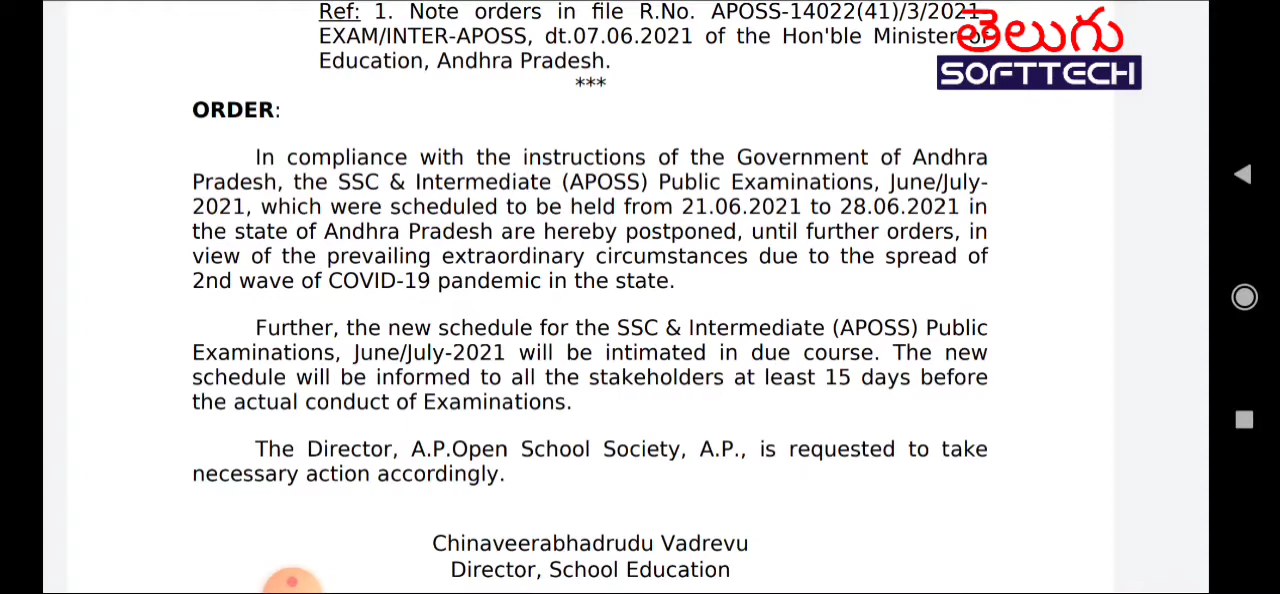 Ref: 1. Note orders in file R.No. APOSS-14022(41)/3/2021-
EXAM/INTER-APOSS, dt.07.06.2021 of the Hon'ble Minister of
Education, Andhra Pradesh.
తెలుగు
SOFTTECH
***
ORDER:
In compliance with the instructions of the Government of Andhra
Pradesh, the SSC & Intermediate (APOSS) Public Examinations, June/July-
2021, which were scheduled to be held from 21.06.2021 to 28.06.2021 in
the state of Andhra Pradesh are hereby postponed, until further orders, in
view of the prevailing extraordinary circumstances due to the spread of
2nd wave of COVID-19 pandemic in the state.
Further, the new schedule for the SSC & Intermediate (APOSS) Public
Examinations, June/July-2021 will be intimated in due course. The new
schedule will be informed to all the stakeholders at least 15 days before
the actual conduct of Examinations.
The Director, A.P.Open School Society, A.P., is requested to take
necessary action accordingly.
Chinaveerabhadrudu Vadrevu
Director, School Education